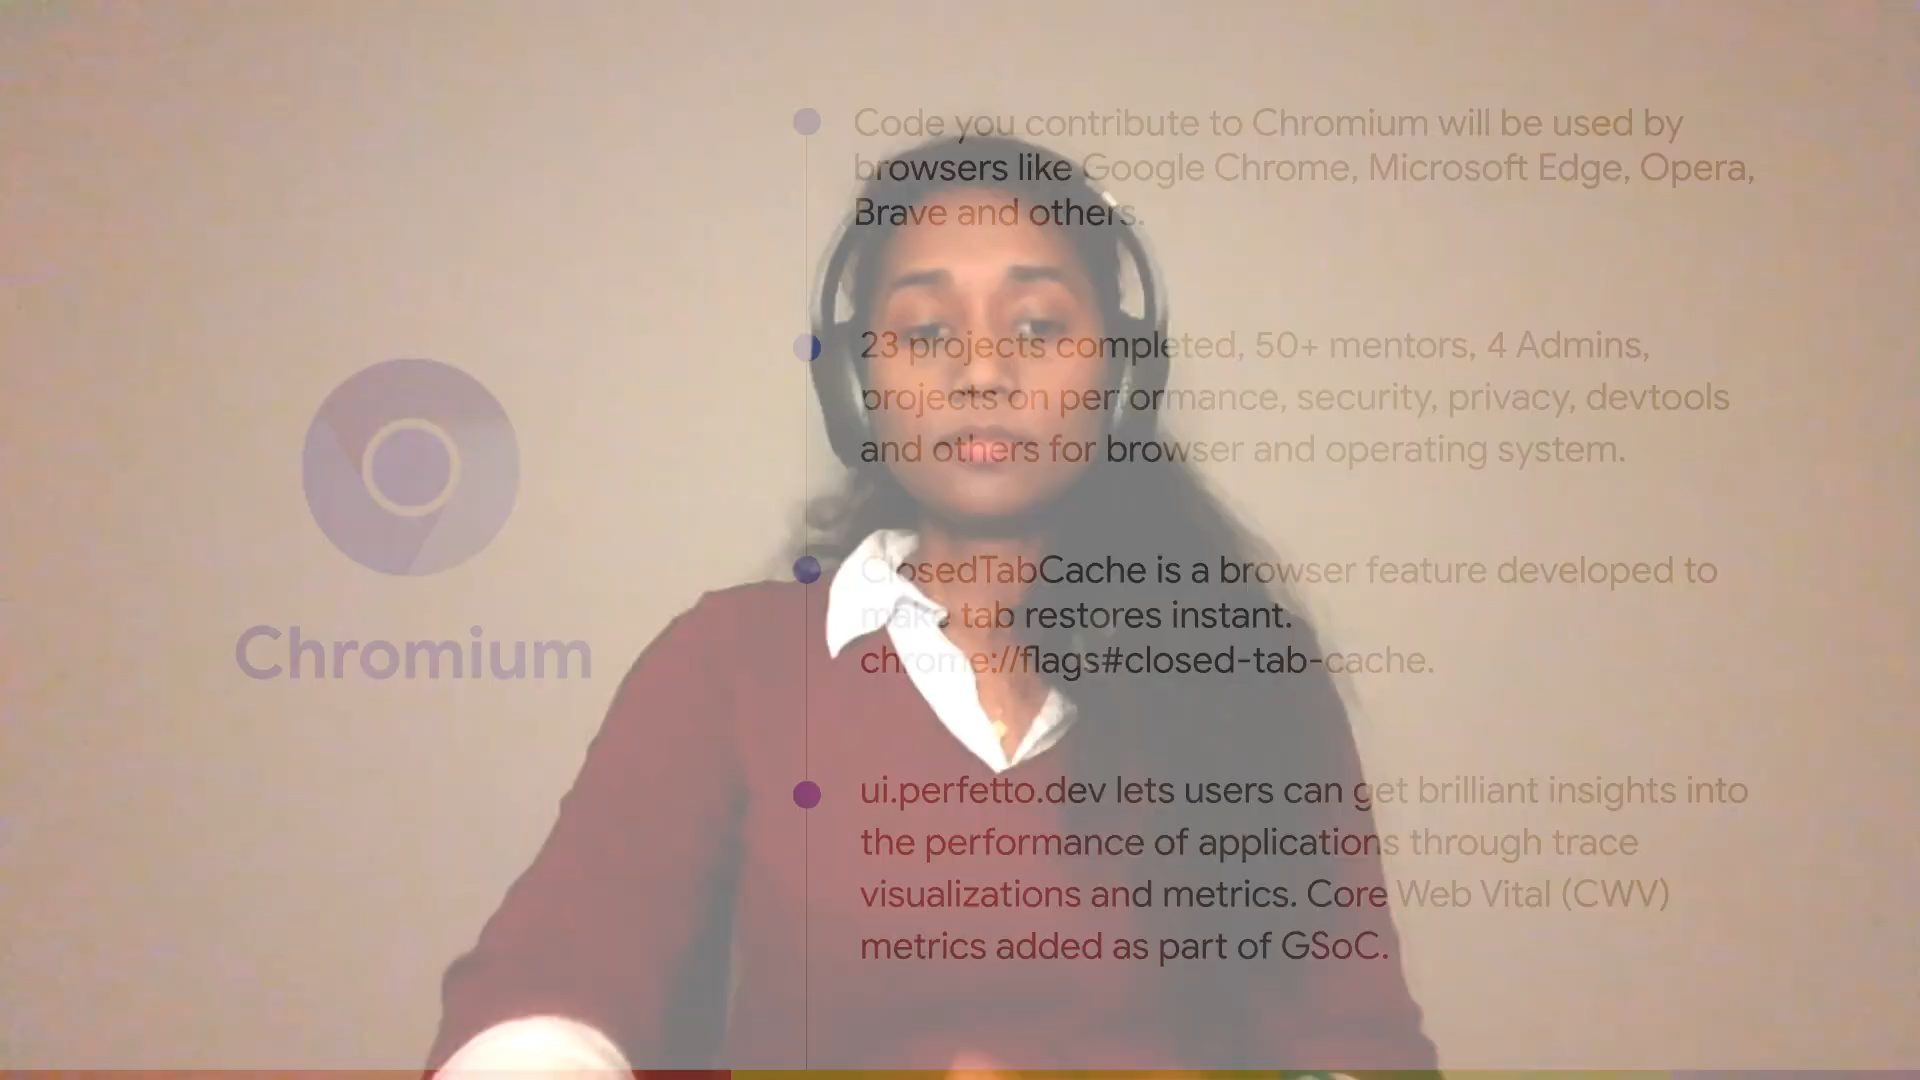 Code you contribute to Chromium will be used by
browsers like Google Chrome, Microsoft Edge, Opera,
Brave and others.
23 projects completed, 50+ mentors, 4 Admins,
projects on performance, security, privacy, devtools
and others for browser and operating system.
ClosedTabCache is a browser feature developed to
make tab restores instant.
chrome://flags#closed-tab-cache.
Chromium
ui.perfetto.dev lets users can get brilliant insights into
the performance of applications through trace
visualizations and metrics. Core Web Vital (CWV)
metrics added as part of GSoC.